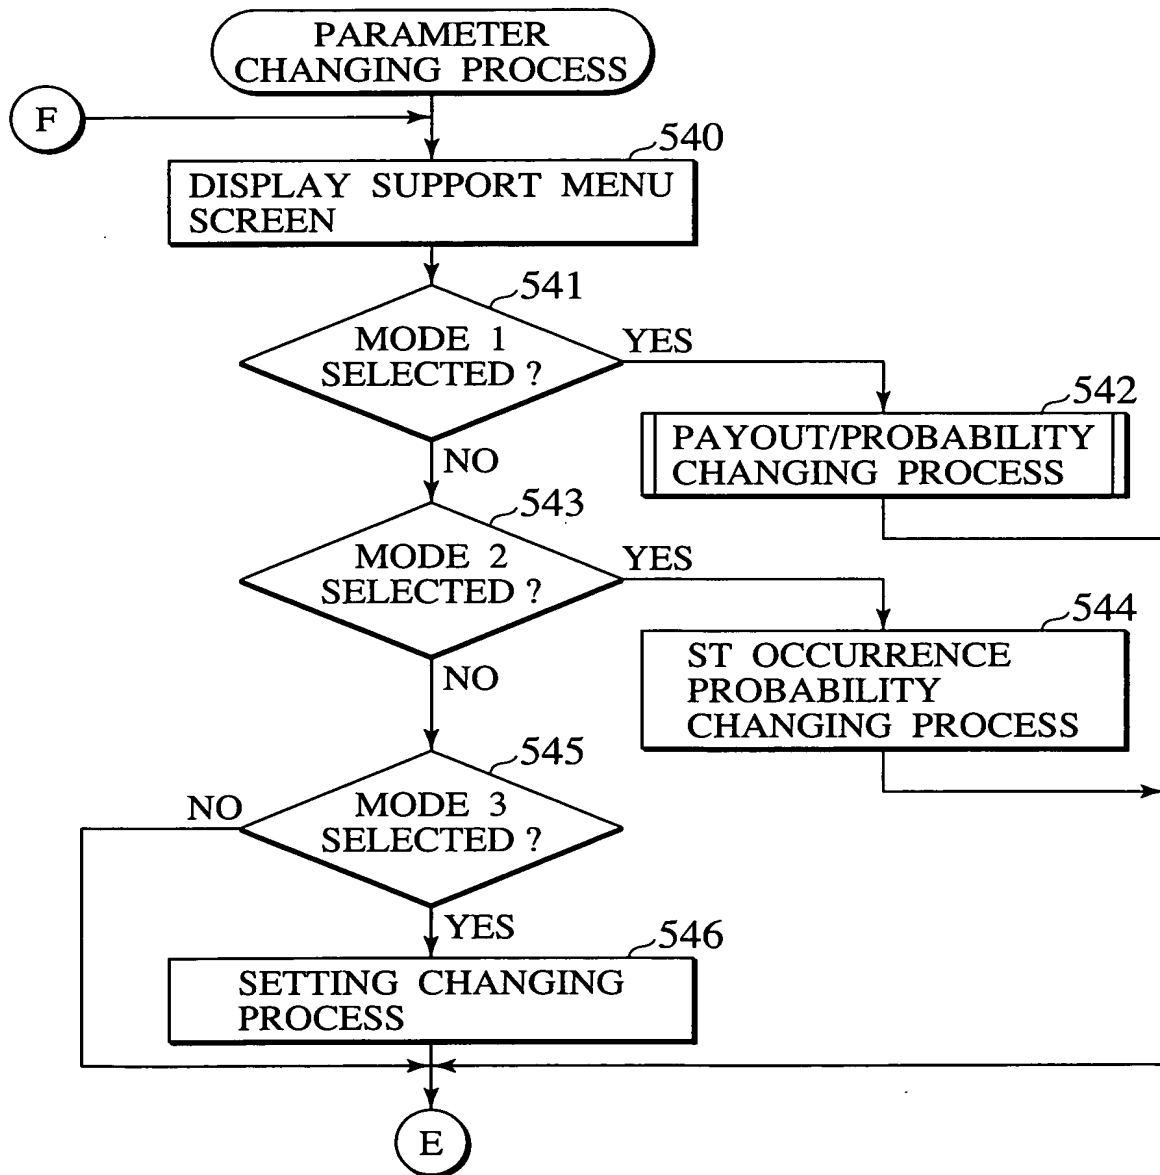 PARAMETER
CHANGING PROCESS
F
540
DISPLAY SUPPORT MENU
SCREEN
541
MODE 1
SELECTED ?
YES
NO
542
PAYOUT/PROBABILITY
CHANGING PROCESS
543
MODE 2
SELECTED ?
YES
NO
544
ST OCCURRENCE
PROBABILITY
CHANGING PROCESS
545
MODE 3
SELECTED ?
NO
YES
546
SETTING CHANGING
PROCESS
E